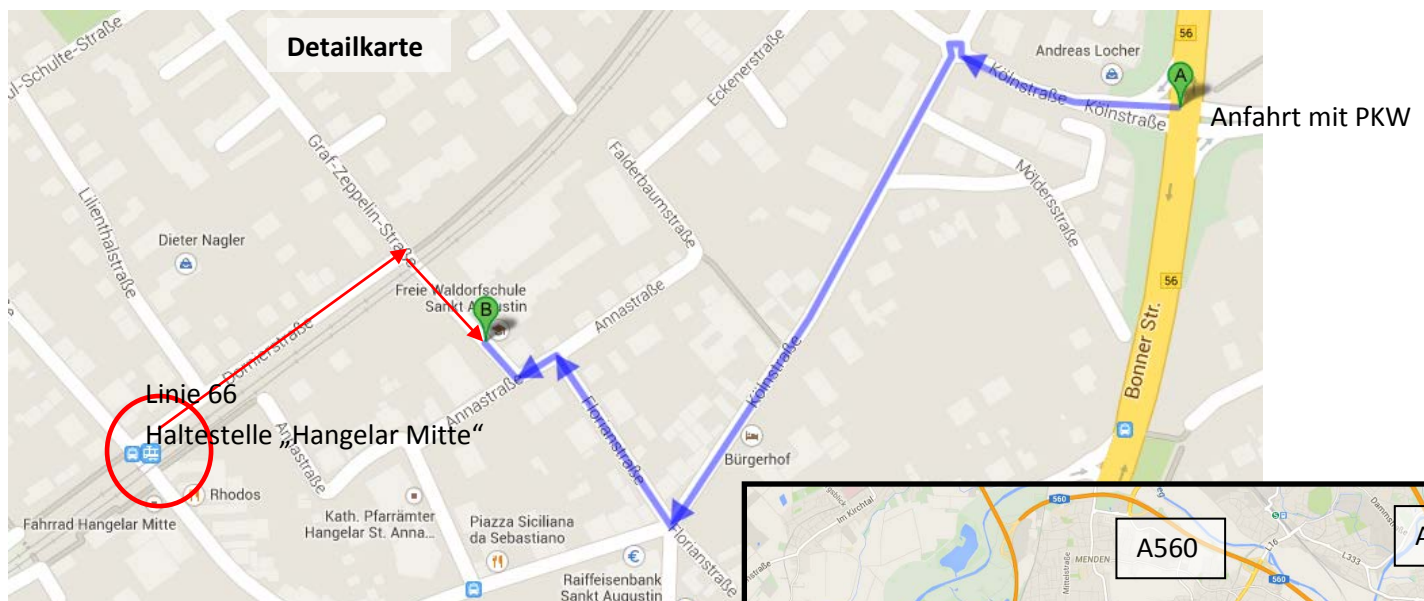 Detailkarte
56
Andreas Locher
A
Anfahrt mit PKW
Kölnstraße
Kölnstraße
ul-Schulte-Straße
Eckenerstraße
Graf-Zeppelin-Straße
Falderbaumstraße
Möldersstraße
Lilienthalstraße
Dieter Nagler
56
Freie Waldorfschule
Sankt Augustin
B
Annastraße
Bonner Str.
Dornierstraße
Linie 66
Haltestelle „Hangelar Mitte“
Annastraße
Florianstraße
Kölnstraße
Annastraße
Bürgerhof
Rhodos
Fahrrad Hangelar Mitte
Kath. Pfarrämter
Hangelar St. Anna...
Piazza Siciliana
da Sebastiano
Florianstraße
Raiffeisenbank
Sankt Augustin
Im Kirchtal
560
A560
A
MENDEN
Mittelstraße
L16
L333
560